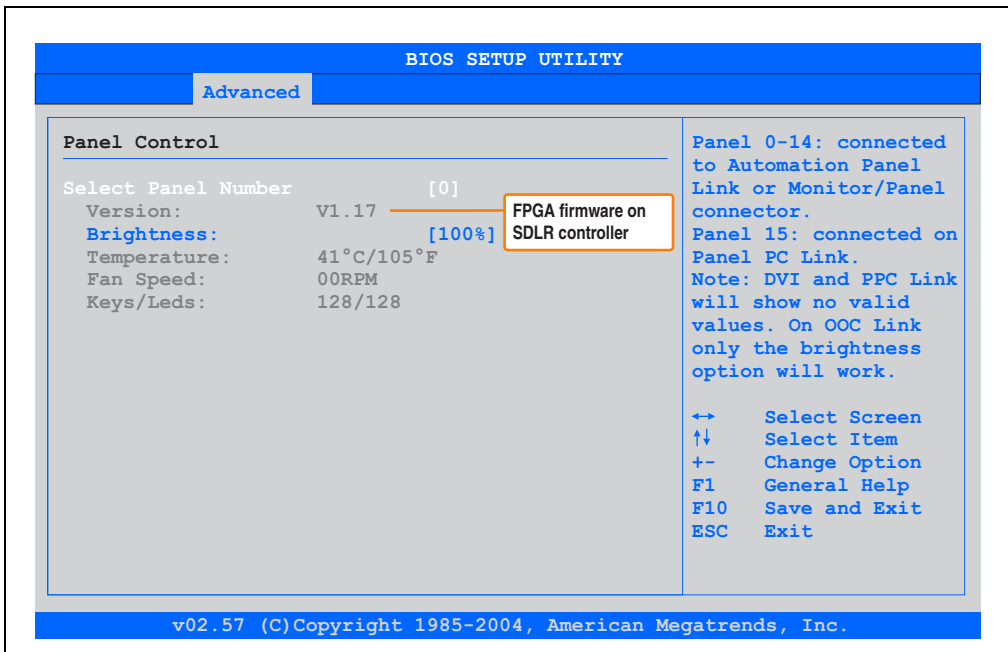 BIOS SETUP UTILITY
Advanced
Panel Control
Select Panel Number [0]
Version: V1.17
FPGA firmware on
SDLR controller
Brightness: [100%]
Temperature: 41°C/105°F
Fan Speed: 00RPM
Keys/Leds: 128/128
Panel 0-14: connected
to Automation Panel
Link or Monitor/Panel
connector.
Panel 15: connected on
Panel PC Link.
Note: DVI and PPC Link
will show no valid
values. On OOC Link
only the brightness
option will work.
↔ Select Screen
↑↓ Select Item
+- Change Option
F1 General Help
F10 Save and Exit
ESC Exit
v02.57 (C)Copyright 1985-2004, American Megatrends, Inc.